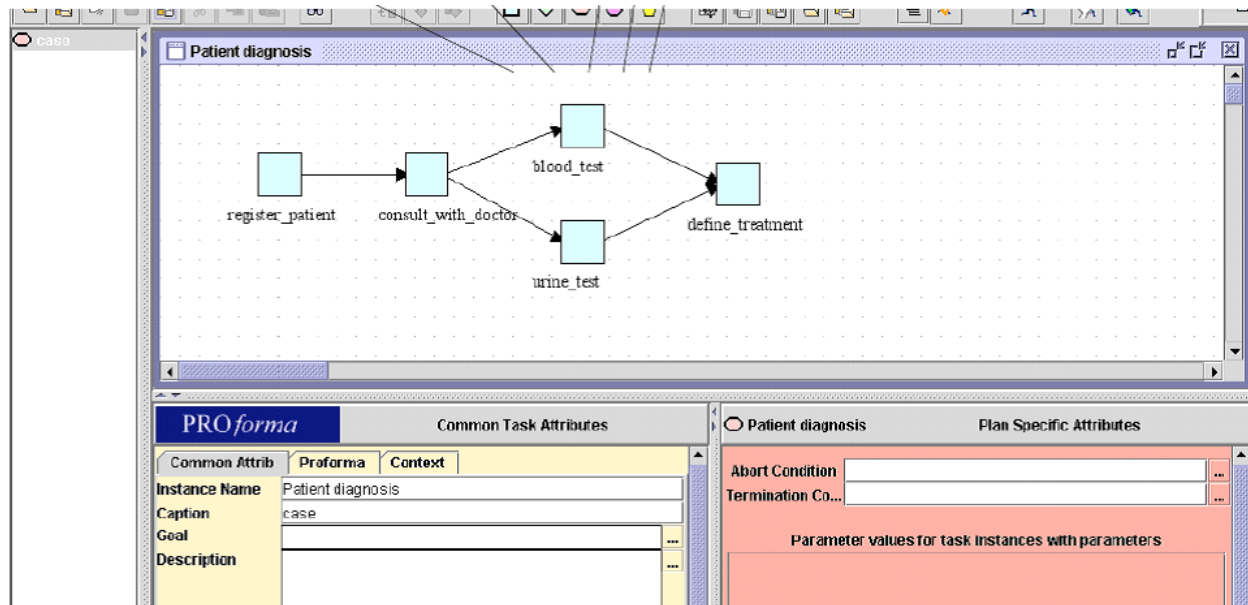 case
Patient diagnosis
blood_test
register_patient
consult_with_doctor
define_treatment
urine_test
PROforma
Common Task Attributes
Patient diagnosis
Plan Specific Attributes
Common Attrib
Proforma
Context
Instance Name
Patient diagnosis
Caption
case
Goal
...
Description
...
Abort Condition
...
Termination Co...
...
Parameter values for task instances with parameters